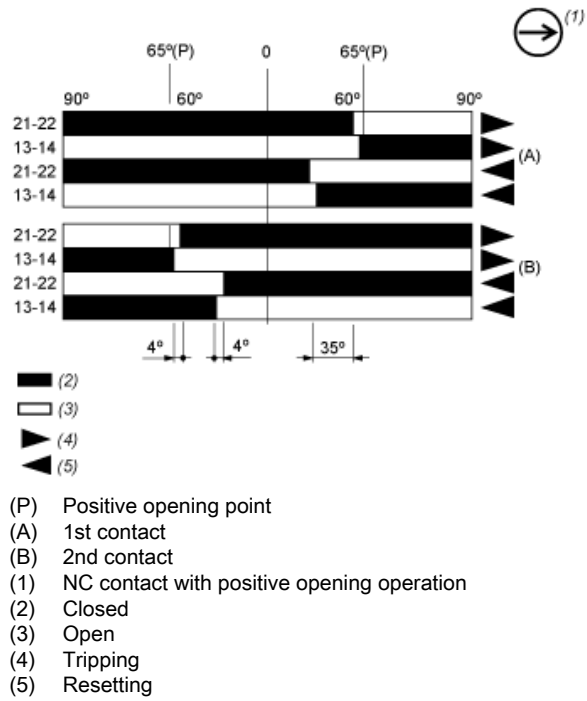 (1)
65º(P) 0 65º(P)
90º 60º 60º 90º
21-22
13-14
(A)
21-22
13-14
21-22
13-14
(B)
21-22
13-14
4º 4º 35º
(2)
(3)
(4)
(5)
(P) Positive opening point
(A) 1st contact
(B) 2nd contact
(1) NC contact with positive opening operation
(2) Closed
(3) Open
(4) Tripping
(5) Resetting